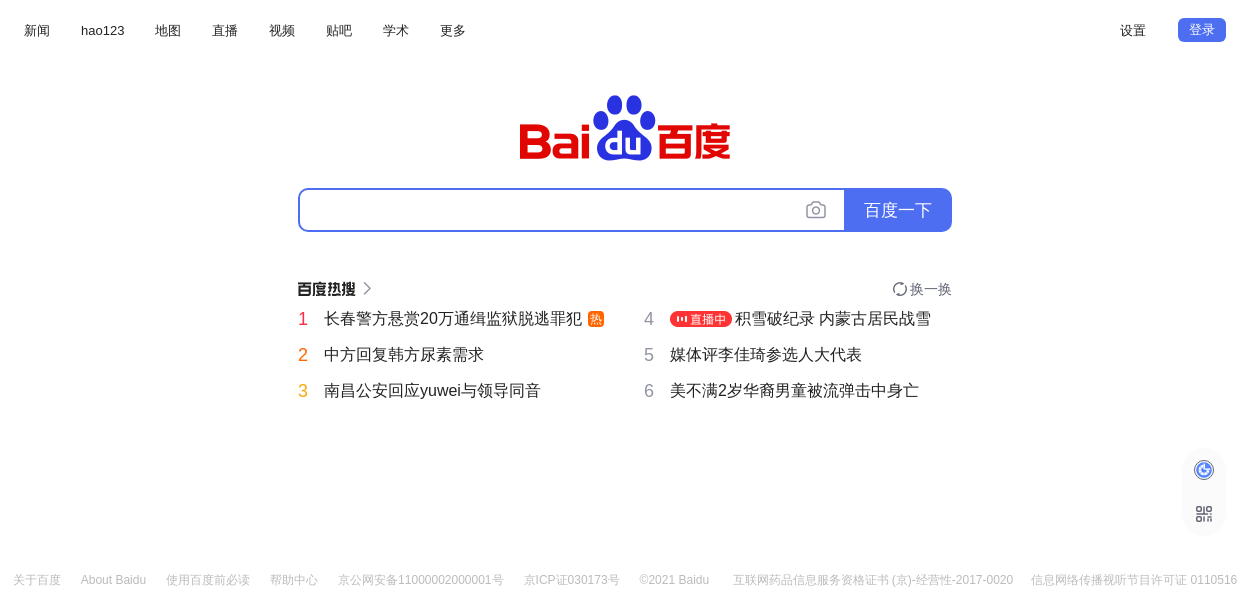 新闻 hao123 地图 直播 视频 贴吧 学术 更多 设置 登录
Baidu百度
百度一下
百度热搜 换一换
1 长春警方悬赏20万通缉监狱脱逃罪犯 热
4 直播中 积雪破纪录 内蒙古居民战雪
2 中方回复韩方尿素需求
5 媒体评李佳琦参选人大代表
3 南昌公安回应yuwei与领导同音
6 美不满2岁华裔男童被流弹击中身亡
关于百度 About Baidu 使用百度前必读 帮助中心 京公网安备11000002000001号 京ICP证030173号 ©2021 Baidu 互联网药品信息服务资格证书 (京)-经营性-2017-0020 信息网络传播视听节目许可证 0110516